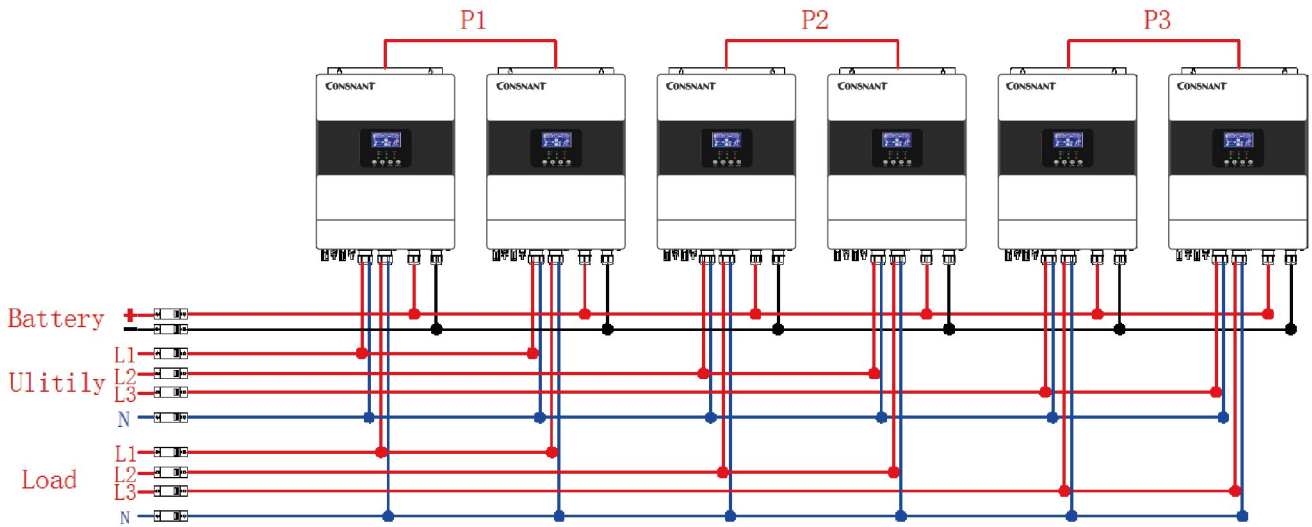 P1 P2 P3
CONSNANT CONSNANT CONSNANT CONSNANT CONSNANT CONSNANT
Battery + −
L1
Ulitily L2
L3
N
L1
Load L2
L3
N